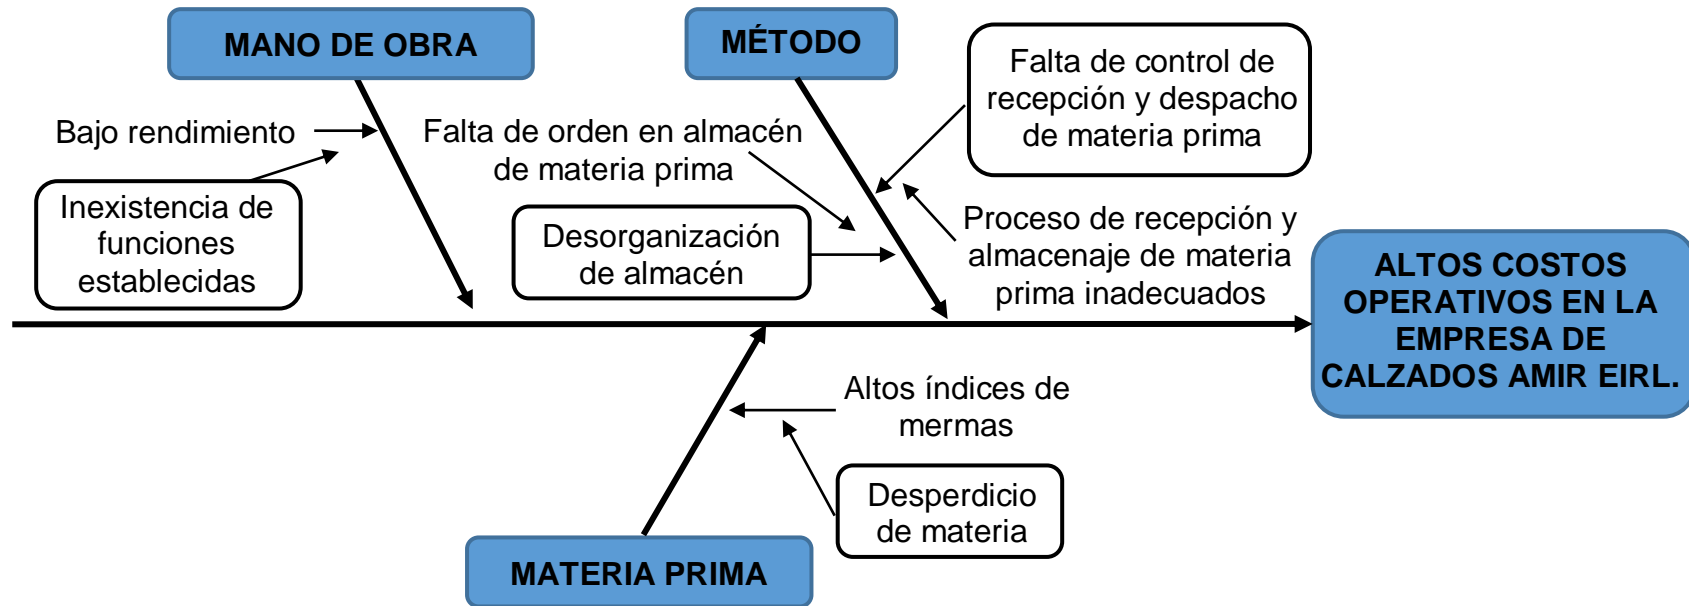 MANO DE OBRA
MÉTODO
Bajo rendimiento
Inexistencia de
funciones
establecidas
Falta de orden en almacén
de materia prima
Desorganización
de almacén
Falta de control de
recepción y despacho
de materia prima
Proceso de recepción y
almacenaje de materia
prima inadecuados
ALTOS COSTOS
OPERATIVOS EN LA
EMPRESA DE
CALZADOS AMIR EIRL.
Altos índices de
mermas
Desperdicio
de materia
MATERIA PRIMA